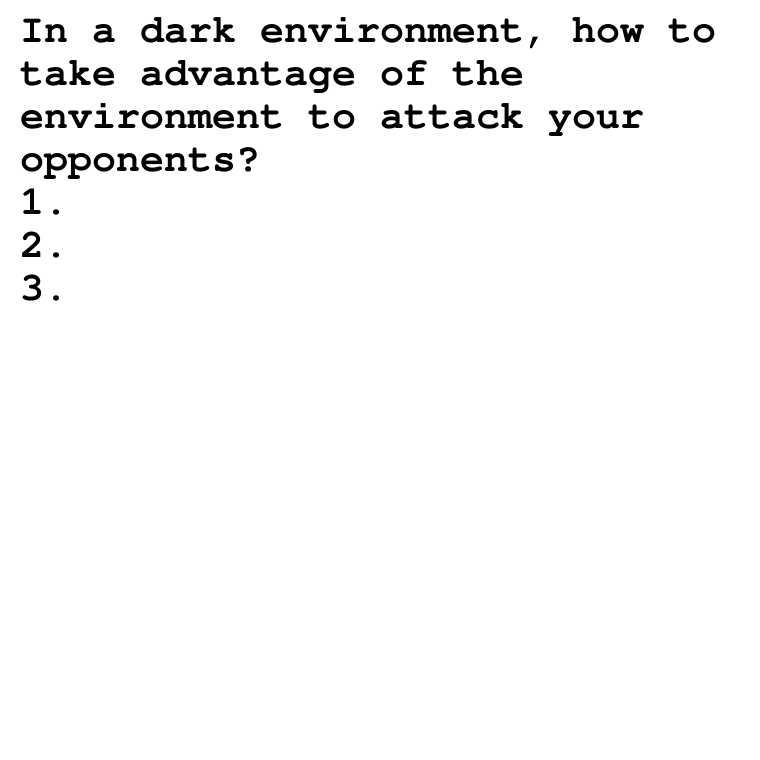 In a dark environment, how to
take advantage of the
environment to attack your
opponents?
1.
2.
3.